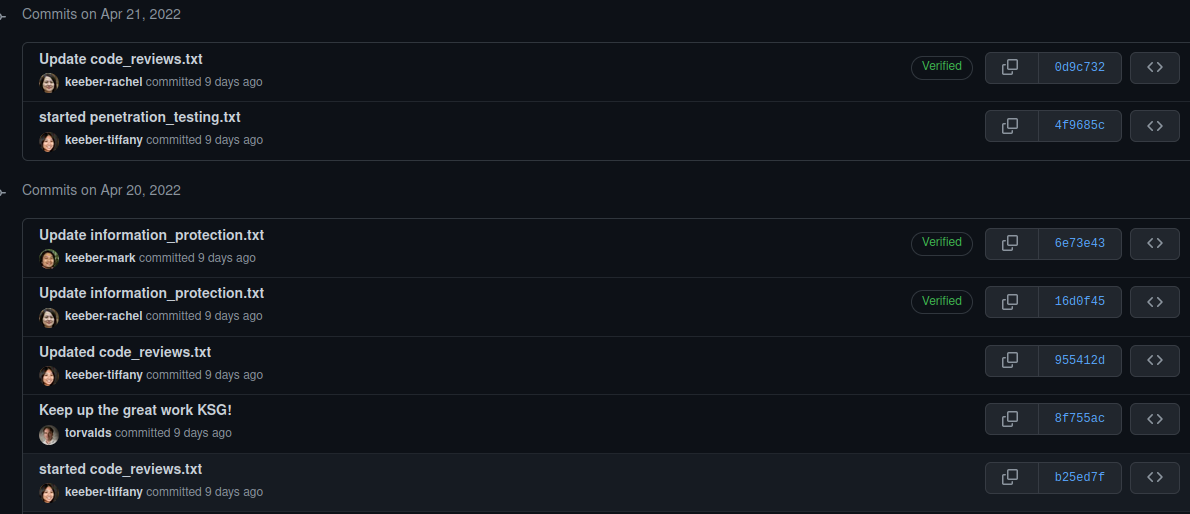 Commits on Apr 21, 2022
Update code_reviews.txt
Verified
0d9c732
keeber-rachel committed 9 days ago
started penetration_testing.txt
4f9685c
keeber-tiffany committed 9 days ago
Commits on Apr 20, 2022
Update information_protection.txt
Verified
6e73e43
keeber-mark committed 9 days ago
Update information_protection.txt
Verified
16d0f45
keeber-rachel committed 9 days ago
Updated code_reviews.txt
955412d
keeber-tiffany committed 9 days ago
Keep up the great work KSG!
8f755ac
torvalds committed 9 days ago
started code_reviews.txt
b25ed7f
keeber-tiffany committed 9 days ago